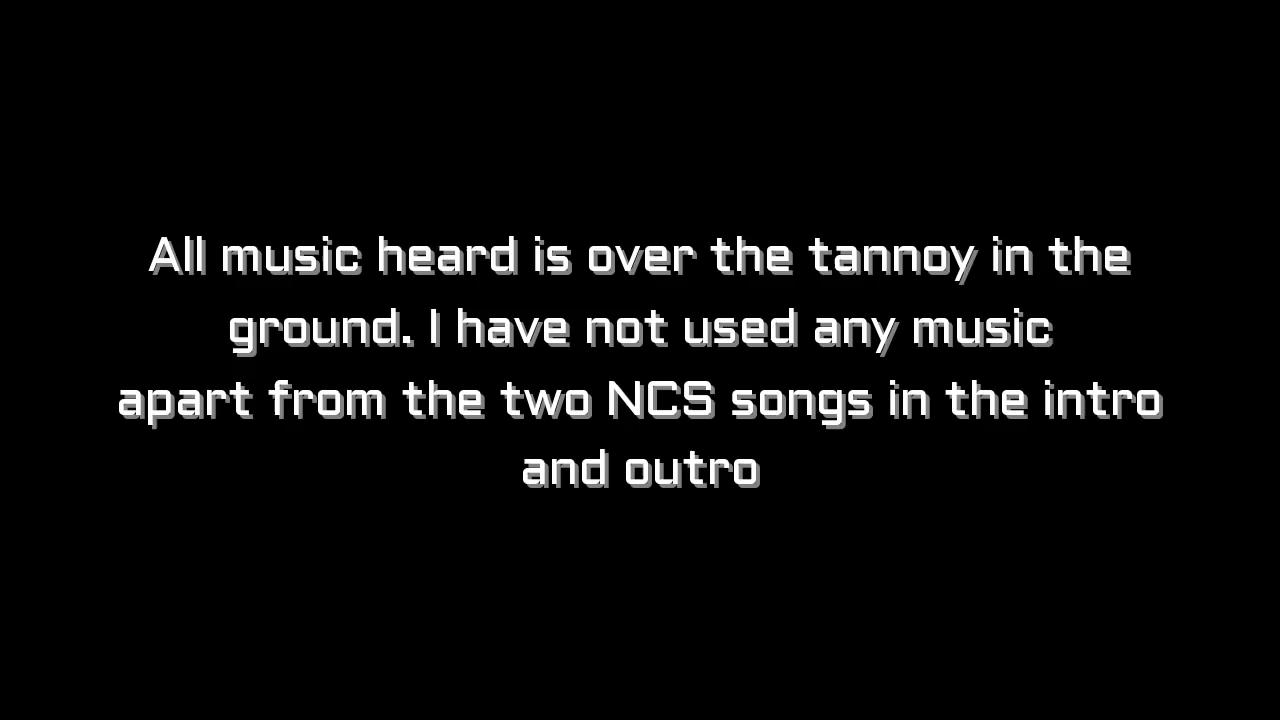 All music heard is over the tannoy in the
ground. I have not used any music
apart from the two NCS songs in the intro
and outro